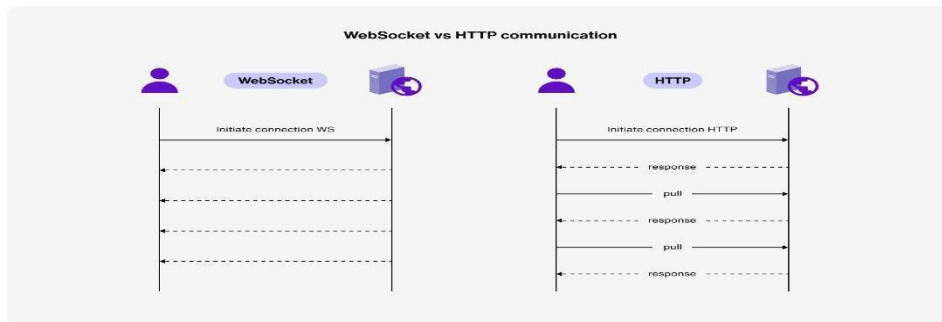 WebSocket vs HTTP communication
WebSocket
HTTP
Initiate connection WS
Initiate connection HTTP
response
pull
response
pull
response